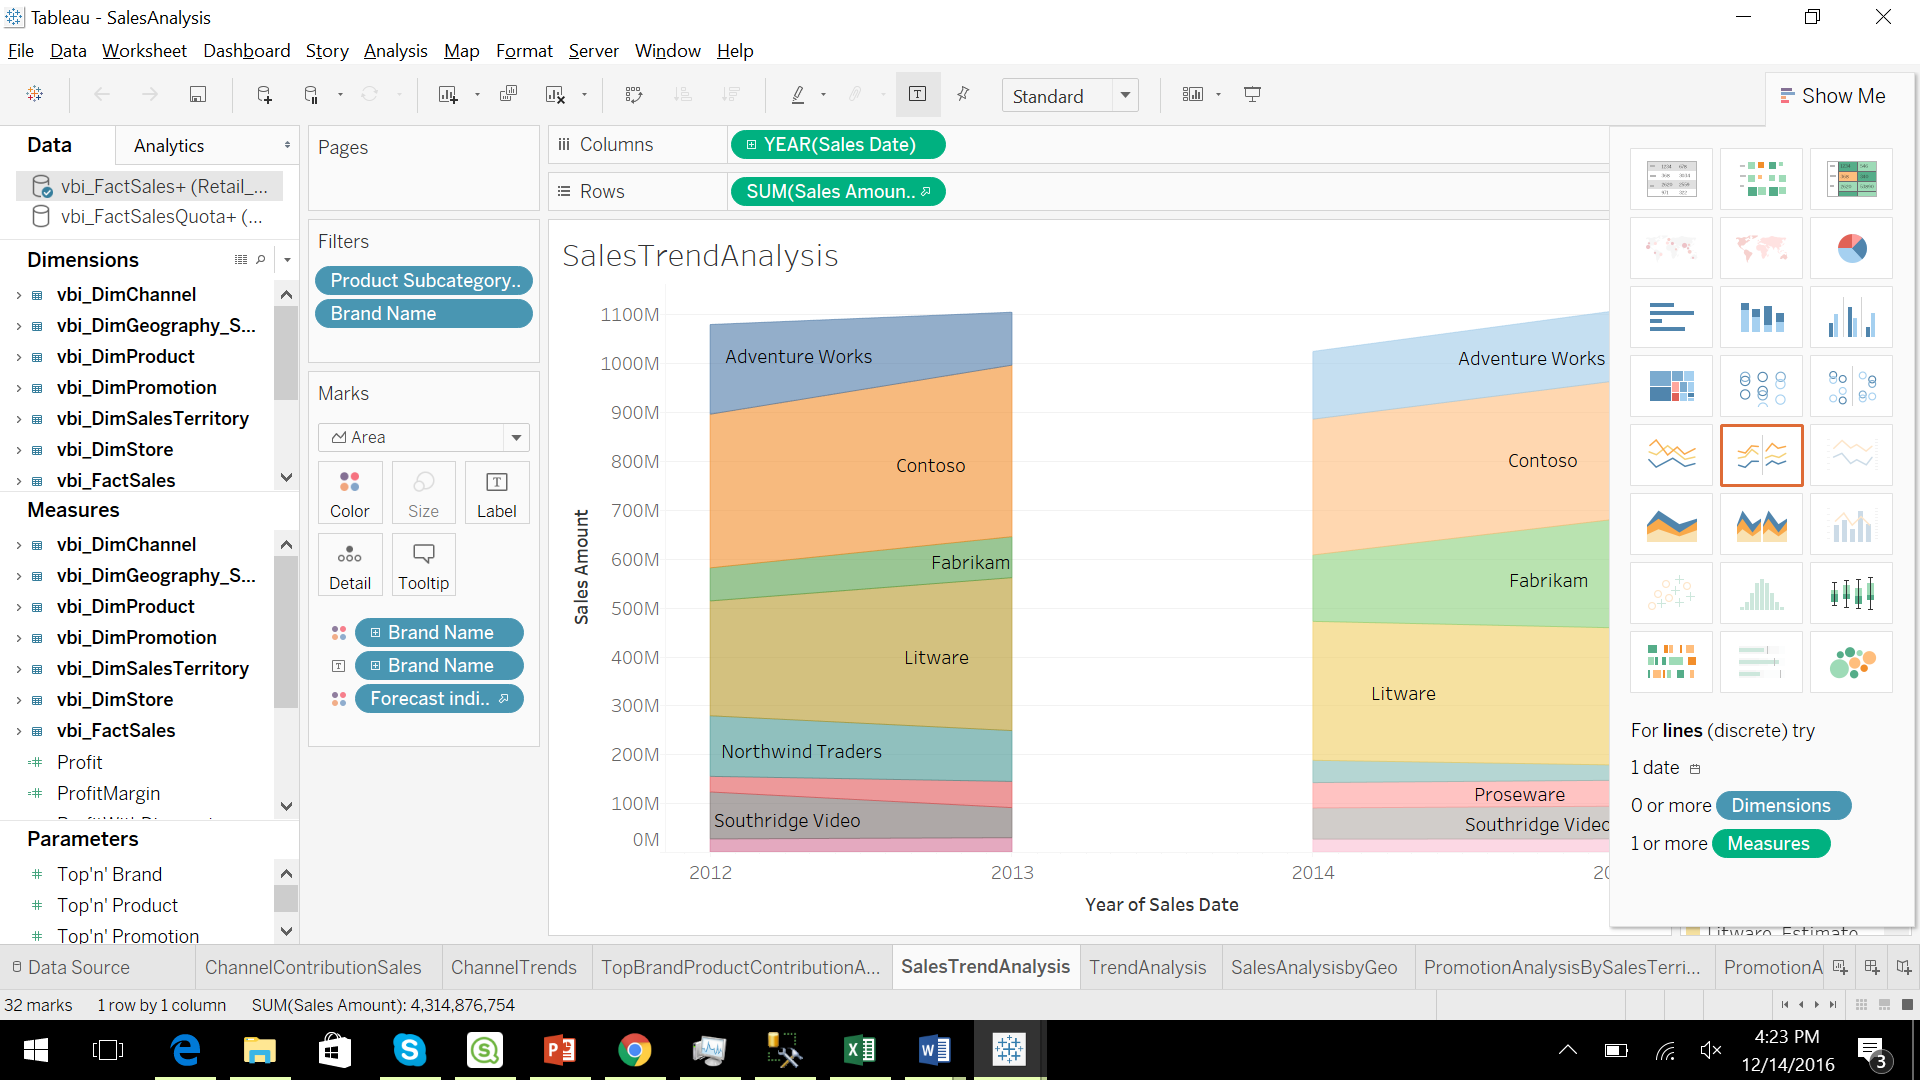 Tableau - SalesAnalysis
File Data Worksheet Dashboard Story Analysis Map Format Server Window Help
Standard
Show Me
Data
Analytics
vbi_FactSales+ (Retail_...
vbi_FactSalesQuota+ (...
Dimensions
vbi_DimChannel
vbi_DimGeography_S...
vbi_DimProduct
vbi_DimPromotion
vbi_DimSalesTerritory
vbi_DimStore
vbi_FactSales
Measures
vbi_DimChannel
vbi_DimGeography_S...
vbi_DimProduct
vbi_DimPromotion
vbi_DimSalesTerritory
vbi_DimStore
vbi_FactSales
Profit
ProfitMargin
Parameters
Top'n' Brand
Top'n' Product
Top'n' Promotion
Pages
Filters
Product Subcategory..
Brand Name
Marks
Area
Color
Size
Label
Detail
Tooltip
Brand Name
Brand Name
Forecast indi..
Columns
YEAR(Sales Date)
Rows
SUM(Sales Amoun..
SalesTrendAnalysis
Sales Amount
1100M
1000M
900M
800M
700M
600M
500M
400M
300M
200M
100M
0M
Adventure Works
Contoso
Fabrikam
Litware
Northwind Traders
Southridge Video
Adventure Works
Contoso
Fabrikam
Litware
Proseware
Southridge Video
2012
2013
2014
Year of Sales Date
For lines (discrete) try
1 date
0 or more Dimensions
1 or more Measures
Litware, Estimate
Data Source
ChannelContributionSales
ChannelTrends
TopBrandProductContributionA...
SalesTrendAnalysis
TrendAnalysis
SalesAnalysisbyGeo
PromotionAnalysisBySalesTerri...
PromotionA
32 marks
1 row by 1 column
SUM(Sales Amount): 4,314,876,754
4:23 PM
12/14/2016
3